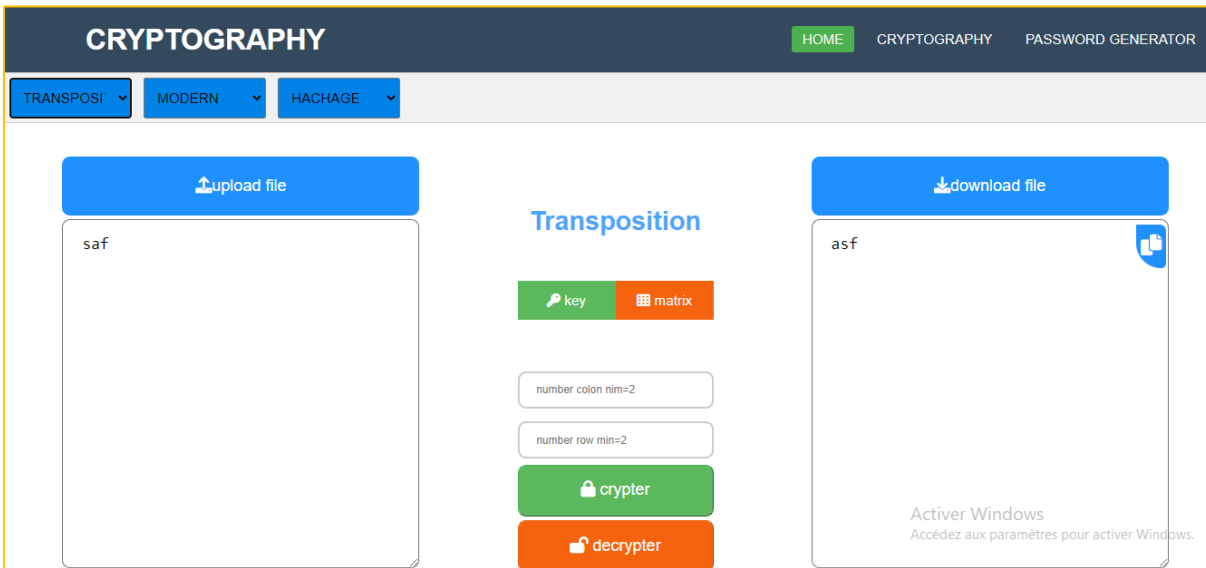 CRYPTOGRAPHY
HOME CRYPTOGRAPHY PASSWORD GENERATOR
TRANSPOSI MODERN HACHAGE
upload file
download file
saf
Transposition
asf
key matrix
number colon nim=2
number row min=2
crypter
decrypter
Activer Windows
Accédez aux paramètres pour activer Windows.